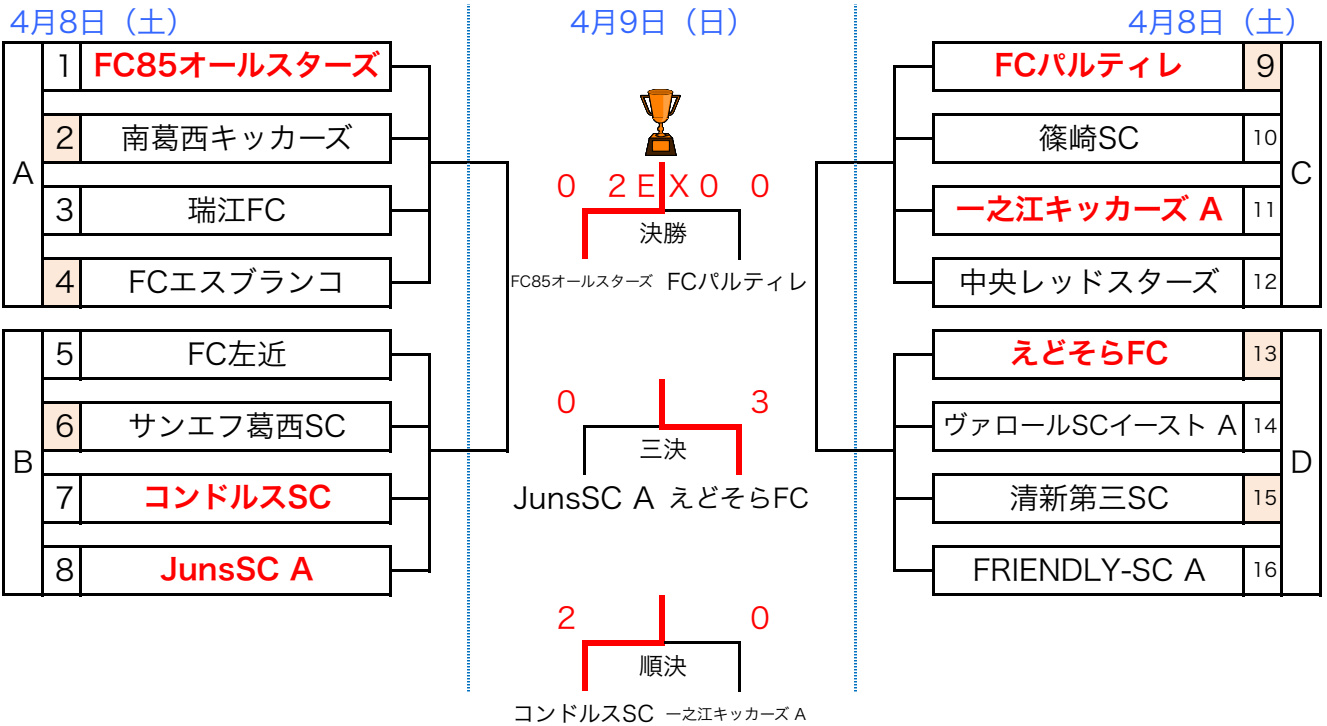 4月8日（土）
4月9日（日）
4月8日（土）
A
1 FC85オールスターズ
2 南葛西キッカーズ
3 瑞江FC
4 FCエスブランコ
B
5 FC左近
6 サンエフ葛西SC
7 コンドルスSC
8 JunsSC A
0 2 E X 0 0
決勝
FC85オールスターズ FCパルティレ
0 3
三決
JunsSC A えどそらFC
2 0
順決
コンドルスSC 一之江キッカーズ A
C
FCパルティレ 9
篠崎SC 10
一之江キッカーズ A 11
中央レッドスターズ 12
D
えどそらFC 13
ヴァロールSCイースト A 14
清新第三SC 15
FRIENDLY-SC A 16